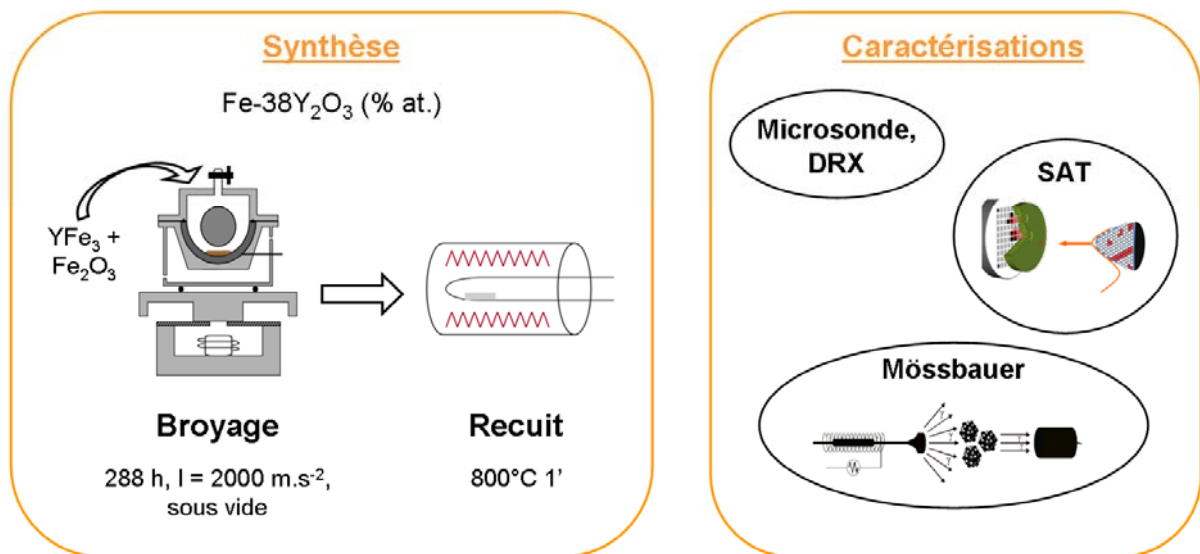 Synthèse
Fe-38Y₂O₃ (% at.)
YFe₃ +
Fe₂O₃
Broyage
288 h, I = 2000 m.s⁻²,
sous vide
Recuit
800°C 1’
Caractérisations
Microsonde,
DRX
SAT
Mössbauer